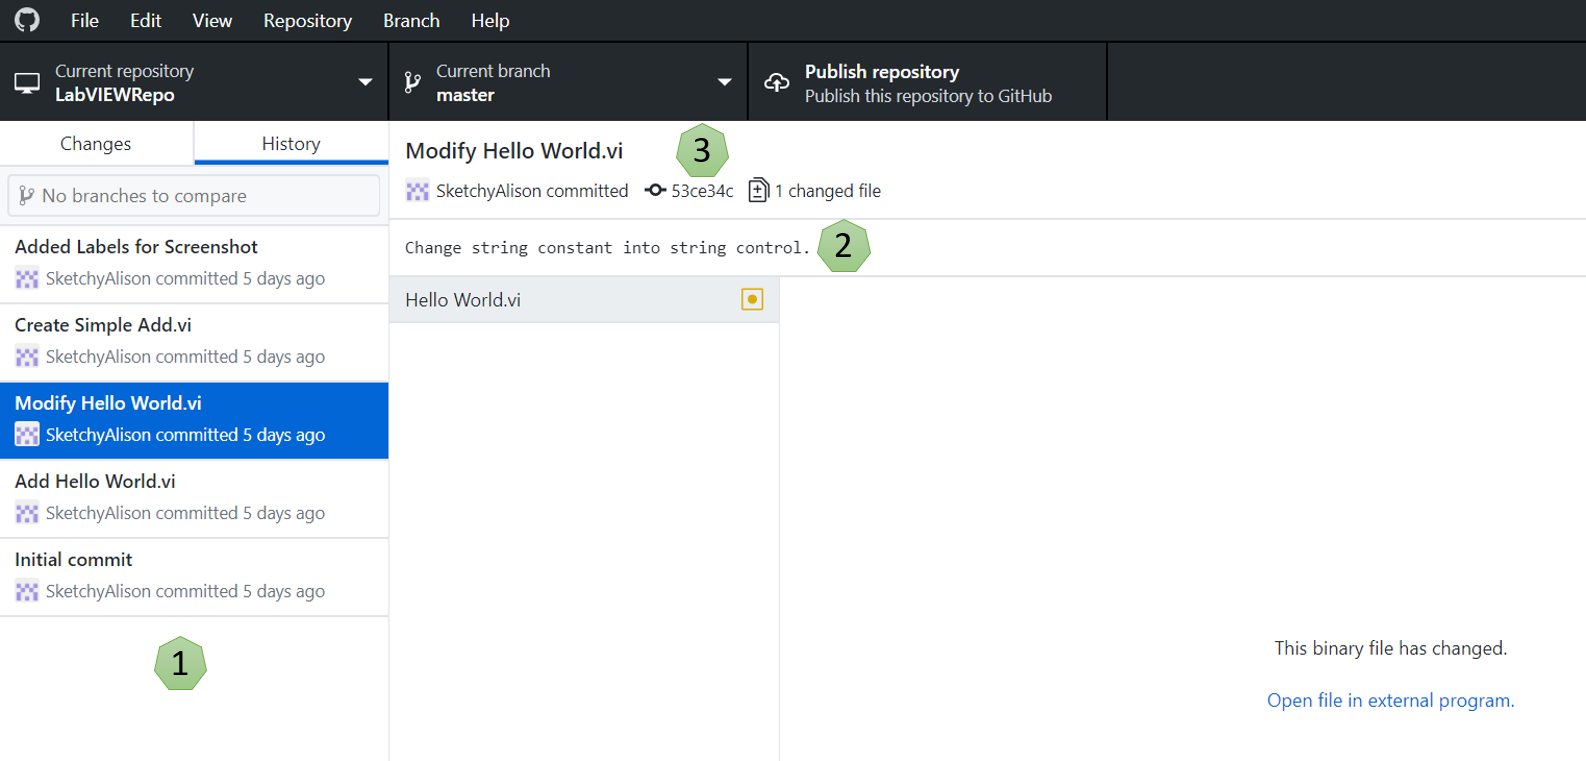 File Edit View Repository Branch Help
Current repository
LabVIEWRepo
Current branch
master
Publish repository
Publish this repository to GitHub
Changes
History
No branches to compare
Added Labels for Screenshot
SketchyAlison committed 5 days ago
Create Simple Add.vi
SketchyAlison committed 5 days ago
Modify Hello World.vi
SketchyAlison committed 5 days ago
Add Hello World.vi
SketchyAlison committed 5 days ago
Initial commit
SketchyAlison committed 5 days ago
1
Modify Hello World.vi
3
SketchyAlison committed 53ce34c 1 changed file
Change string constant into string control.
2
Hello World.vi
This binary file has changed.
Open file in external program.